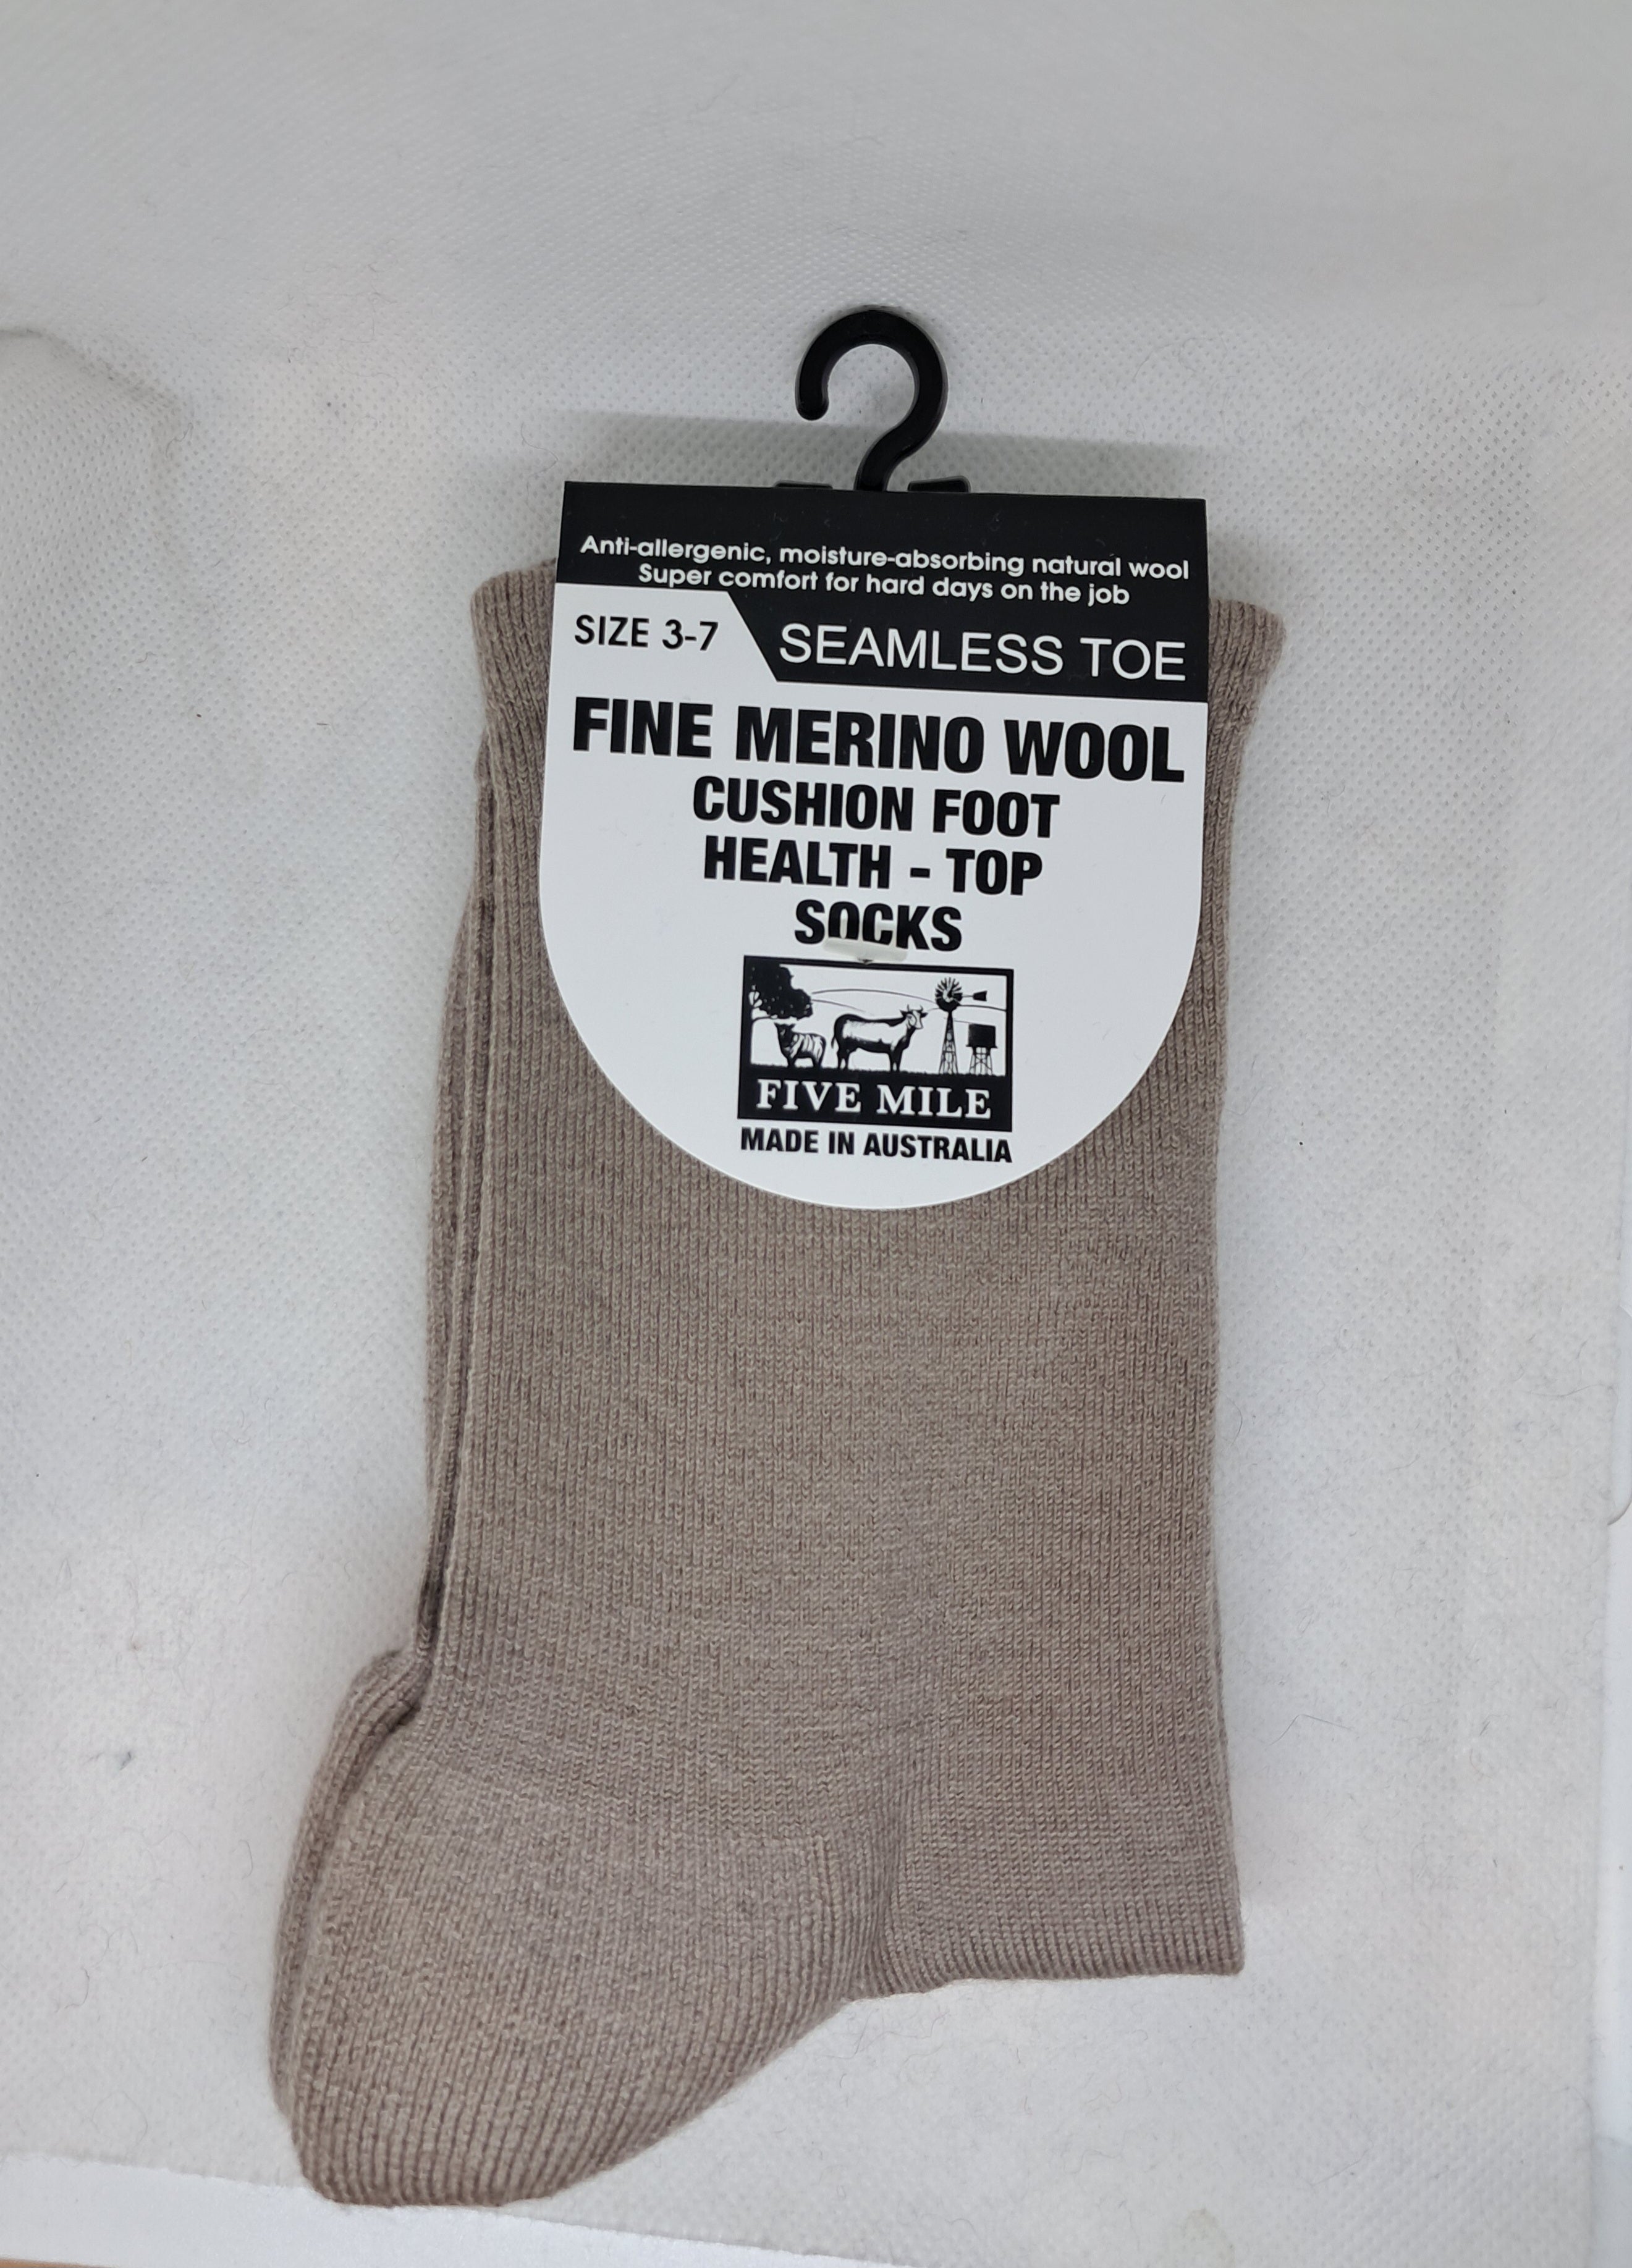 Anti-allergenic, moisture-absorbing natural wool
Super comfort for hard days on the job
SIZE 3-7
SEAMLESS TOE
FINE MERINO WOOL
CUSHION FOOT
HEALTH - TOP
SOCKS
FIVE MILE
MADE IN AUSTRALIA